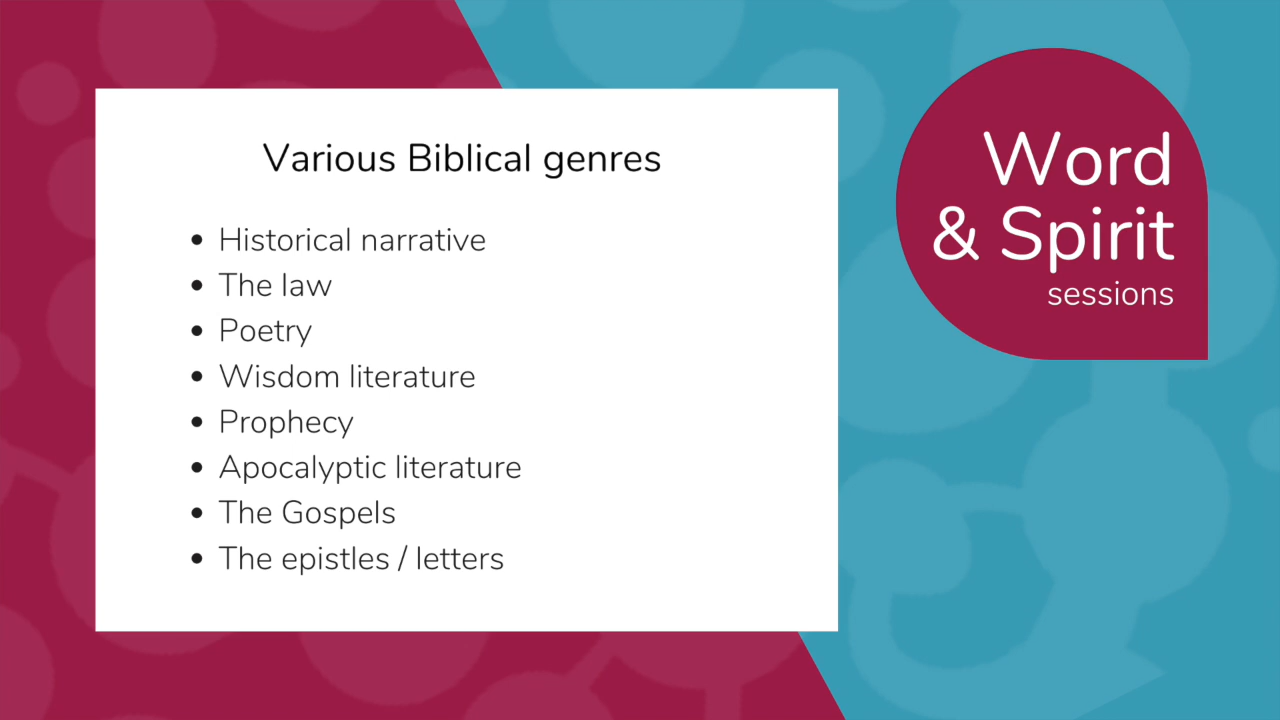 Various Biblical genres
• Historical narrative
• The law
• Poetry
• Wisdom literature
• Prophecy
• Apocalyptic literature
• The Gospels
• The epistles / letters
Word
& Spirit
sessions